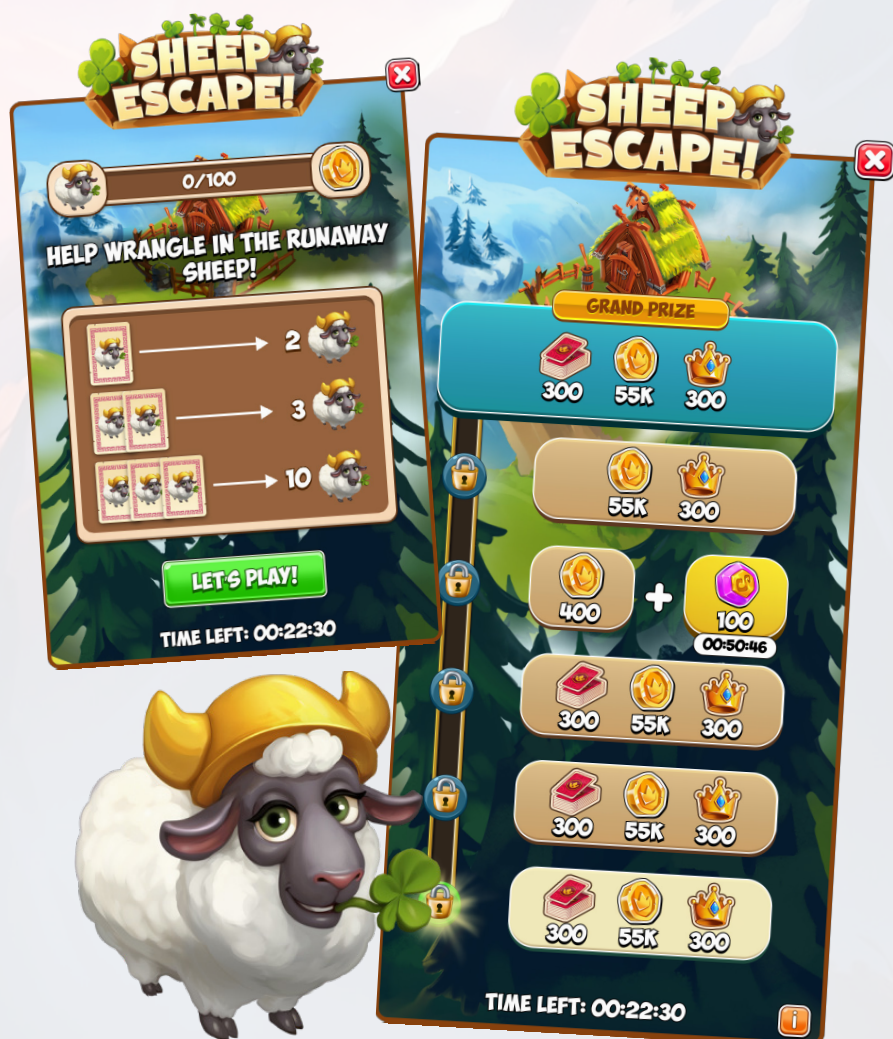 SHEEP
ESCAPE!
0/100
HELP WRANGLE IN THE RUNAWAY
SHEEP!
2
3
10
LET'S PLAY!
TIME LEFT: 00:22:30
SHEEP
ESCAPE!
GRAND PRIZE
300 55K 300
55K 300
400 + 100
00:50:46
300 55K 300
300 55K 300
300 55K 300
TIME LEFT: 00:22:30
i